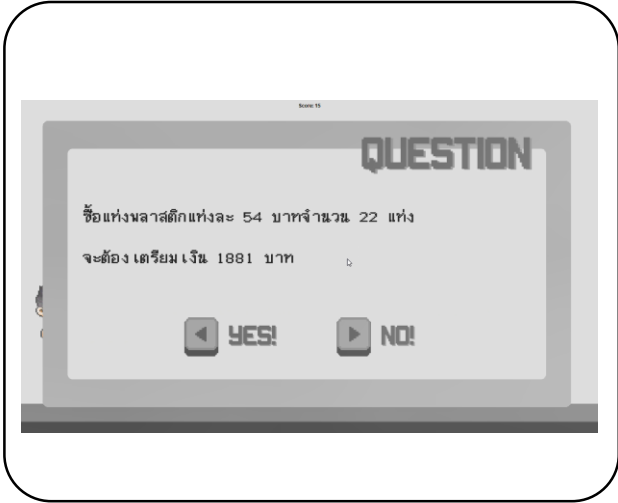 Scene 15
QUESTION
ซื้อแท่งพลาสติกแท่งละ 54 บาทจำนวน 22 แท่ง
จะต้องเตรียมเงิน 1881 บาท
YES! NO!